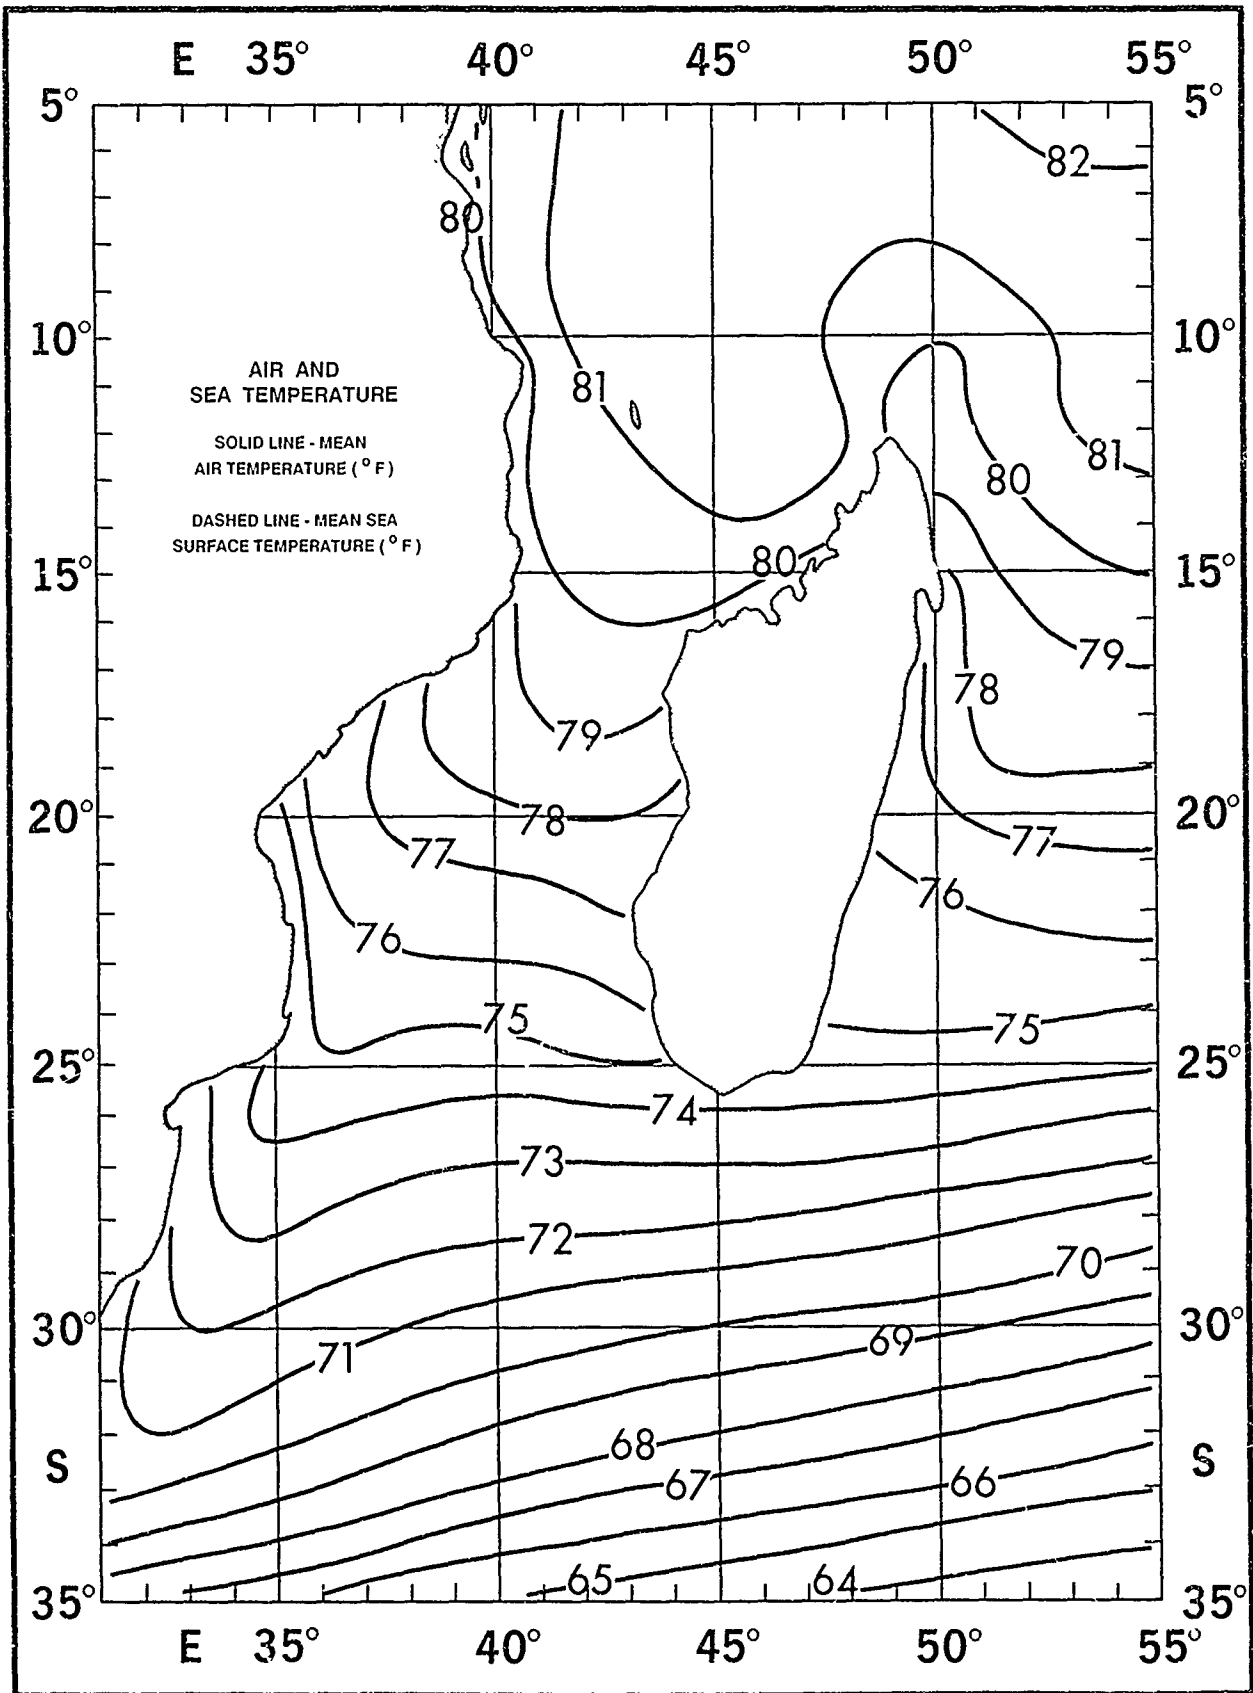 E 35° 40° 45° 50° 55°
5° 5°
82
80
10° 10°
AIR AND
SEA TEMPERATURE
81
SOLID LINE - MEAN
AIR TEMPERATURE (°F)
81
80
DASHED LINE - MEAN SEA
SURFACE TEMPERATURE (°F)
80
15° 15°
79
78
79
20° 78 20°
77 77
76
76
75 75
25° 25°
74
73
72
70
30° 30°
69
71
68
S S
67 66
65 64
35° 35°
E 35° 40° 45° 50° 55°